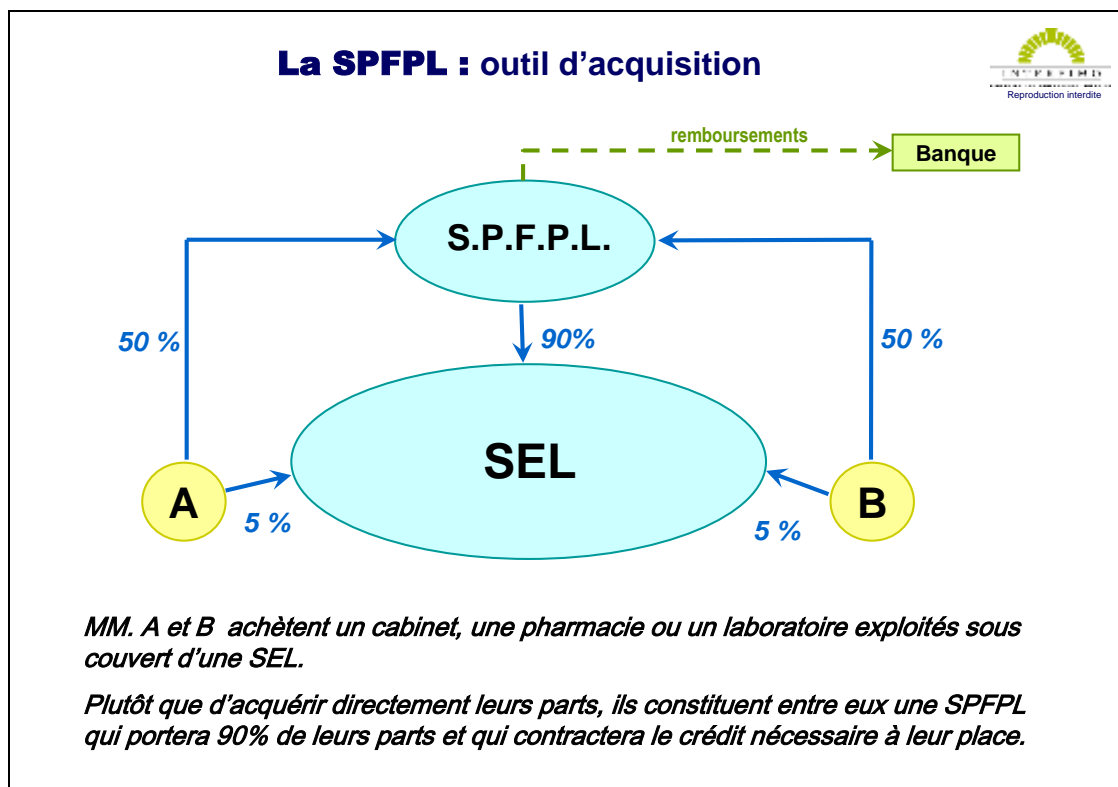 La SPFPL : outil d'acquisition
Reproduction interdite
remboursements
Banque
S.P.F.P.L.
50 %
90%
50 %
SEL
A
B
5 %
5 %
MM. A et B achètent un cabinet, une pharmacie ou un laboratoire exploités sous
couvert d'une SEL.
Plutôt que d'acquérir directement leurs parts, ils constituent entre eux une SPFPL
qui portera 90% de leurs parts et qui contractera le crédit nécessaire à leur place.